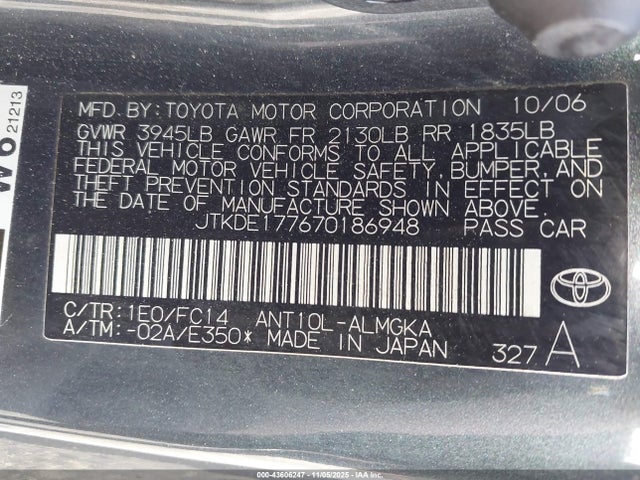 W6 21213
MFD.BY:TOYOTA MOTOR CORPORATION 10/06
GVWR 3945LB GAWR FR 2130LB RR 1835LB
THIS VEHICLE CONFORMS TO ALL APPLICABLE
FEDERAL MOTOR VEHICLE SAFETY,BUMPER,AND
THEFT PREVENTION STANDARDS IN EFFECT ON
THE DATE OF MANUFACTURE SHOWN ABOVE.
JTKDE177670186948 PASS CAR
C/TR:1E0/FC14 ANT10L-ALMGKA
A/TM:-02A/E350* MADE IN JAPAN
327 A
TOYOTA
000-43606247 - 11/05/2025 - IAA Inc.